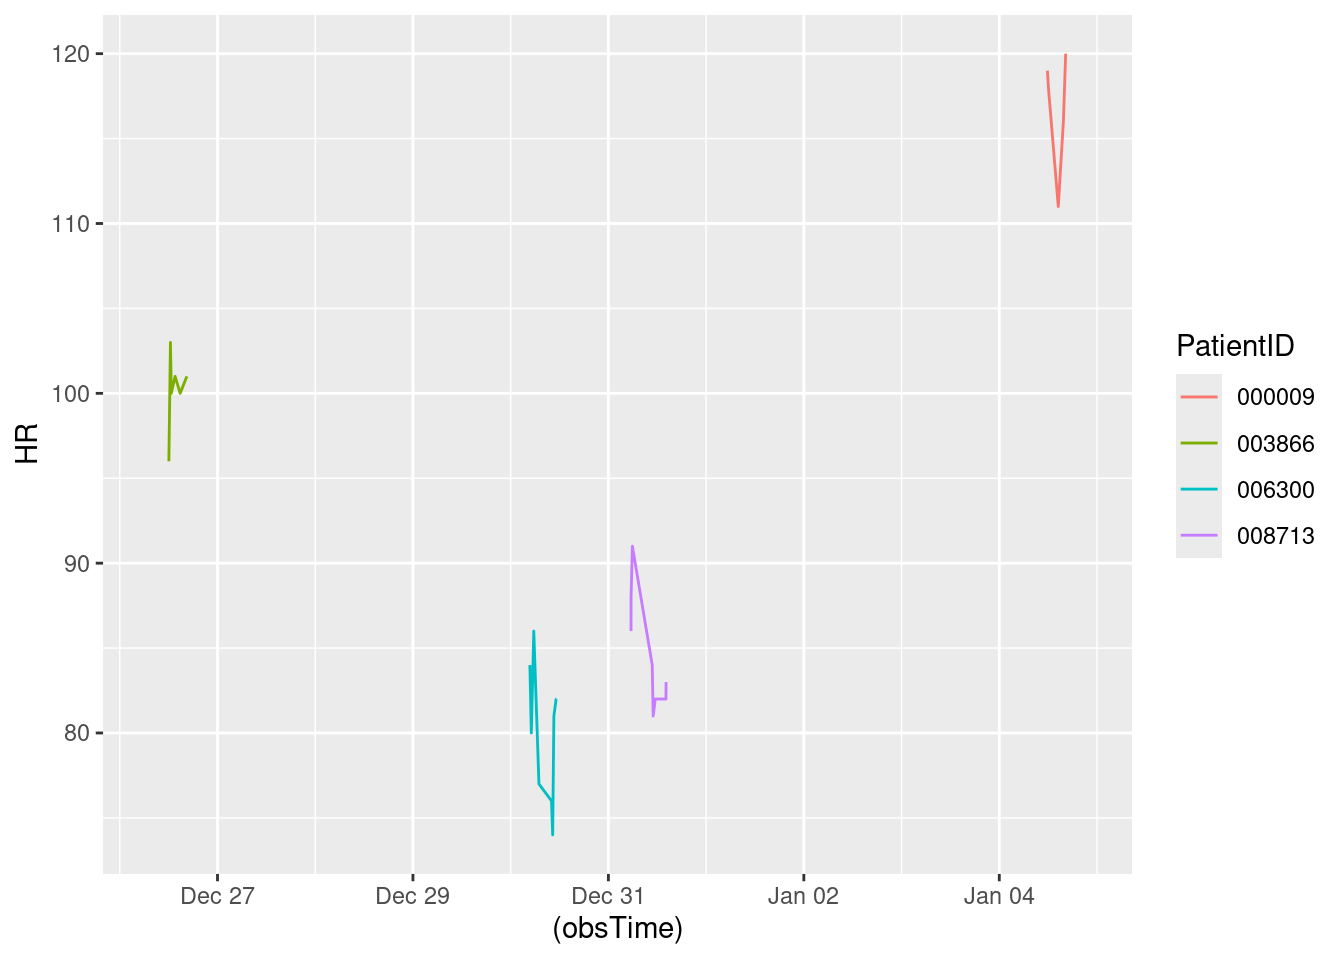 120
110
100
90
80
HR
Dec 27
Dec 29
Dec 31
Jan 02
Jan 04
(obsTime)
PatientID
000009
003866
006300
008713